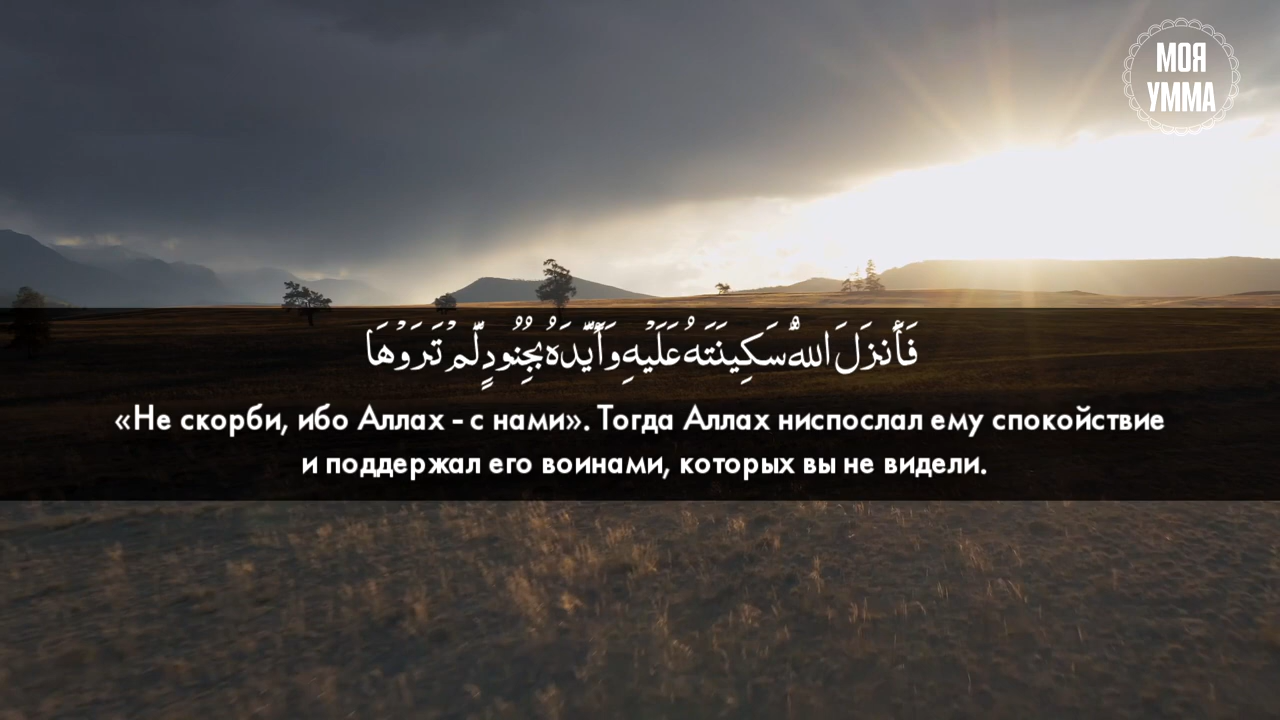 МОЯ
УММА
فَأَنزَلَ اللَّهُ سَكِينَتَهُ عَلَيْهِ وَأَيَّدَهُ بِجُنُودٍ لَّمْ تَرَوْهَا
«Не скорби, ибо Аллах - с нами». Тогда Аллах ниспослал ему спокойствие
и поддержал его воинами, которых вы не видели.